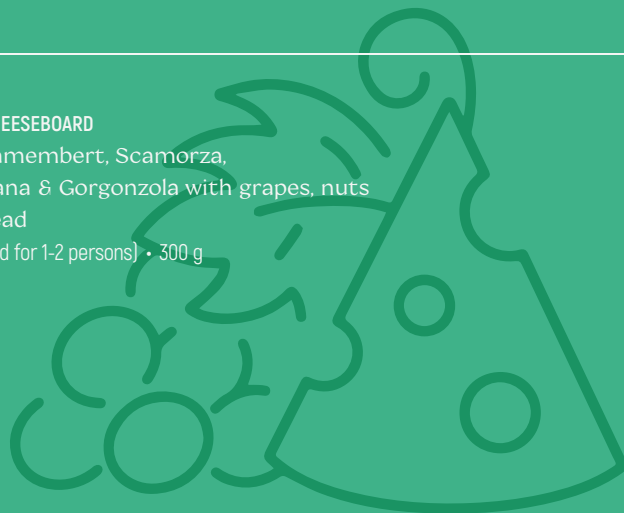 EESEBOARD
amembert, Scamorza,
ana & Gorgonzola with grapes, nuts
ead
d for 1-2 persons) • 300 g